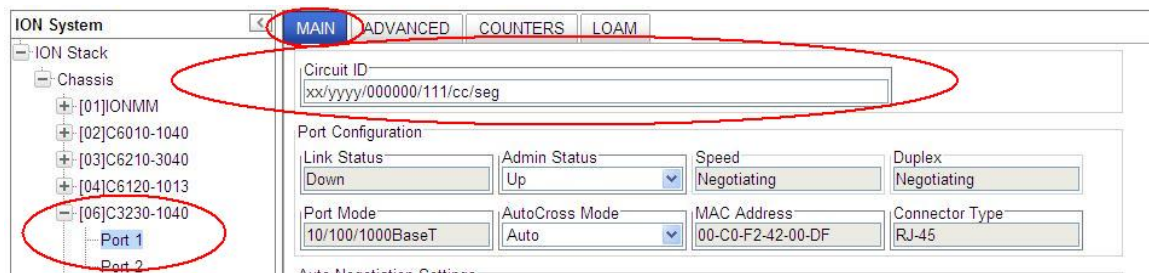 ION System
<
MAIN ADVANCED COUNTERS LOAM
ION Stack
Chassis
[01]IONMM
[02]C6010-1040
[03]C6210-3040
[04]C6120-1013
[06]C3230-1040
Port 1
Port 2
Circuit ID
xx/yyyy/000000/111/cc/seg
Port Configuration
Link Status Admin Status Speed Duplex
Down Up Negotiating Negotiating
Port Mode AutoCross Mode MAC Address Connector Type
10/100/1000BaseT Auto 00-C0-F2-42-00-DF RJ-45
Auto Negotiation Settings